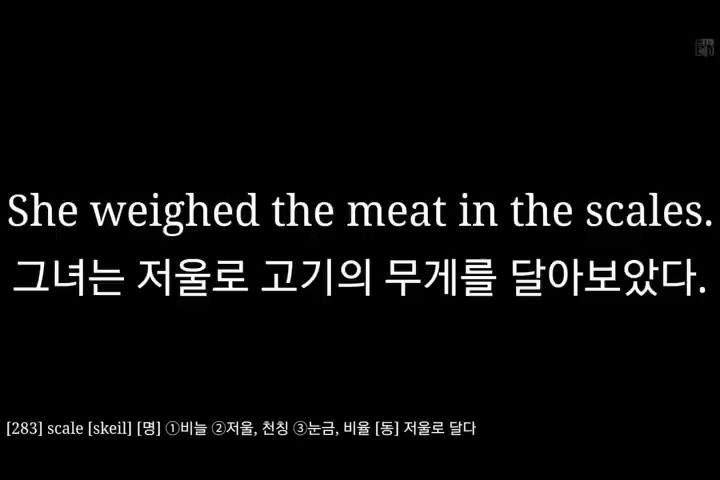 She weighed the meat in the scales.
그녀는 저울로 고기의 무게를 달아보았다.
[283] scale [skeil] [명] ①비늘 ②저울, 천칭 ③눈금, 비율 [동] 저울로 달다